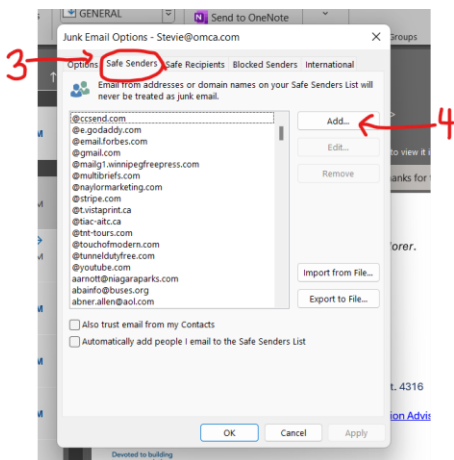 GENERAL
Send to OneNote
Groups
Junk Email Options - Stevie@omca.com
3
Options Safe Senders Safe Recipients Blocked Senders International
Email from addresses or domain names on your Safe Senders List will
never be treated as junk email.
@ccsend.com
@e.godaddy.com
@email.forbes.com
@gmail.com
@mailg1.winnipegfreepress.com
@multibriefs.com
@naylormarketing.com
@stripe.com
@t.vistaprint.ca
@tiac-aitc.ca
@tnt-tours.com
@touchofmodern.com
@tunneldutyfree.com
@youtube.com
aarnott@niagaraparks.com
abainfo@buses.org
abner.allen@aol.com
Add...
4
Edit...
Remove
Import from File...
Export to File...
Also trust email from my Contacts
Automatically add people I email to the Safe Senders List
OK Cancel Apply
to view it i
anks for
orer.
t. 4316
ion Advis
Devoted to building